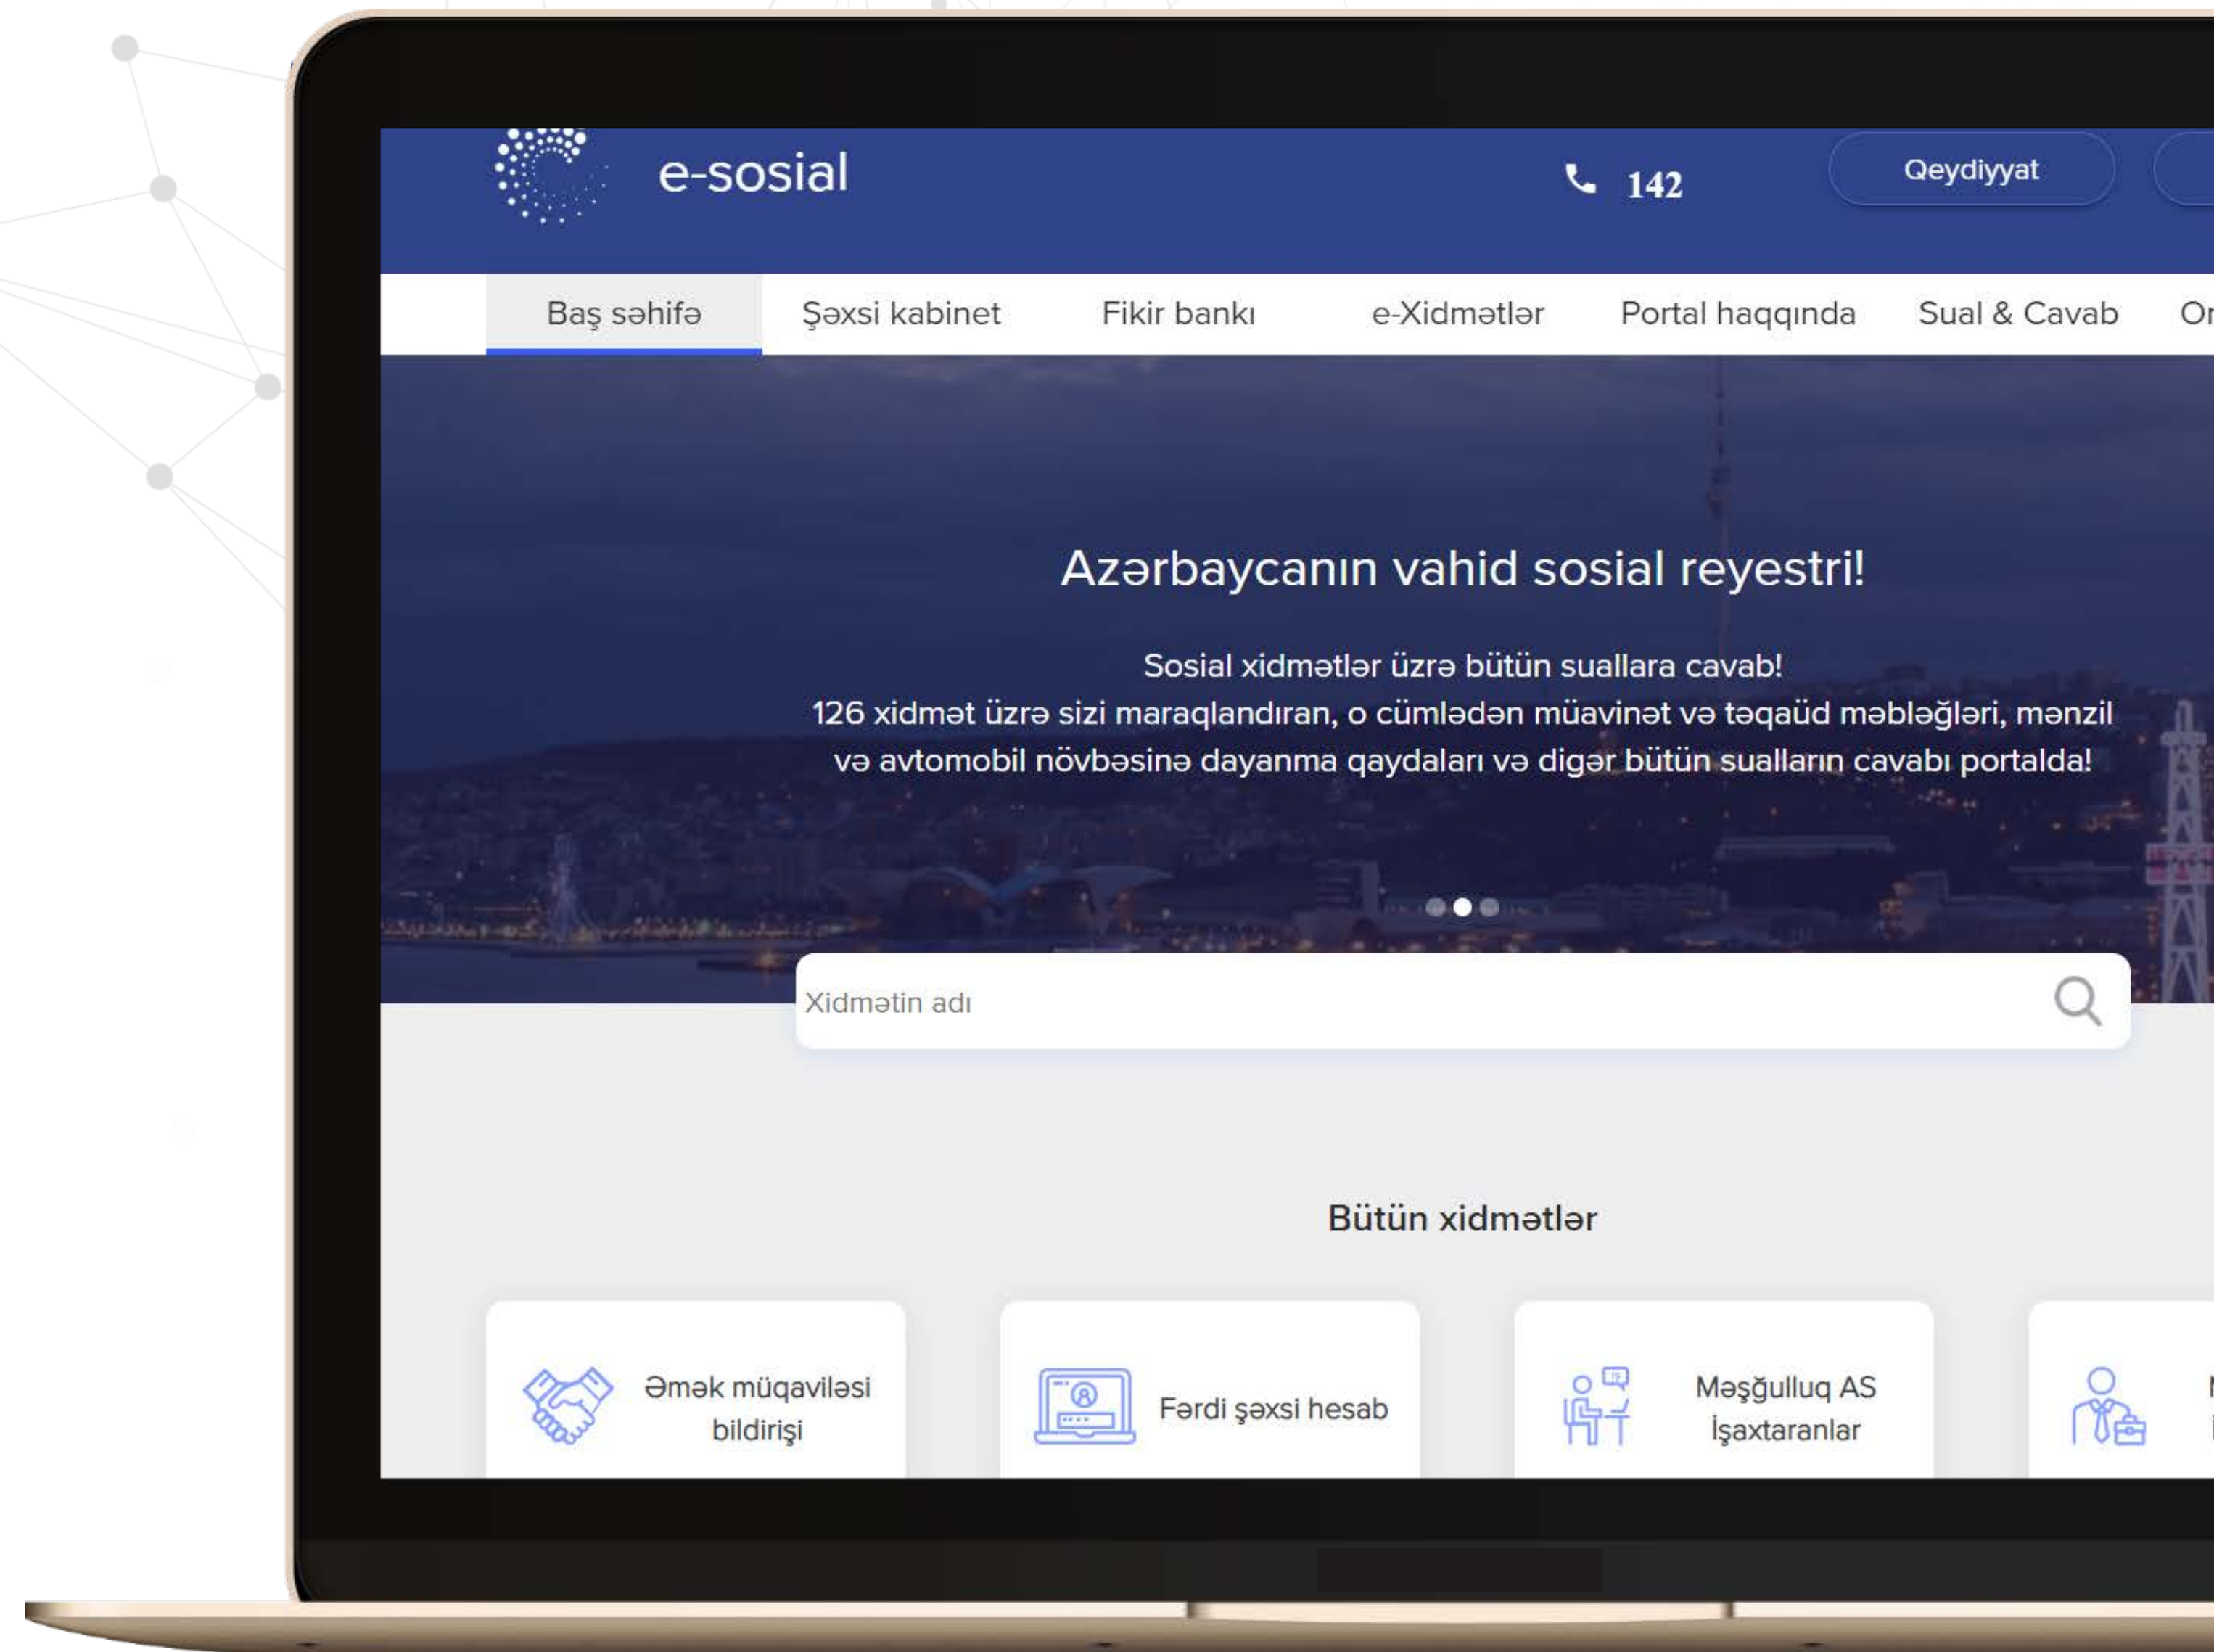 e-sosial
142
Qeydiyyat
Baş səhifə
Şəxsi kabinet
Fikir bankı
e-Xidmətlər
Portal haqqında
Sual & Cavab
Azərbaycanın vahid sosial reyestri!
Sosial xidmətlər üzrə bütün suallara cavab!
126 xidmət üzrə sizi maraqlandıran, o cümlədən müavinət və təqaüd məbləğləri, mənzil
və avtomobil növbəsinə dayanma qaydaları və digər bütün sualların cavabı portalda!
Xidmətin adı
Bütün xidmətlər
Əmək müqaviləsi
bildirişi
Fərdi şəxsi hesab
Məşğulluq AS
İşaxtaranlar